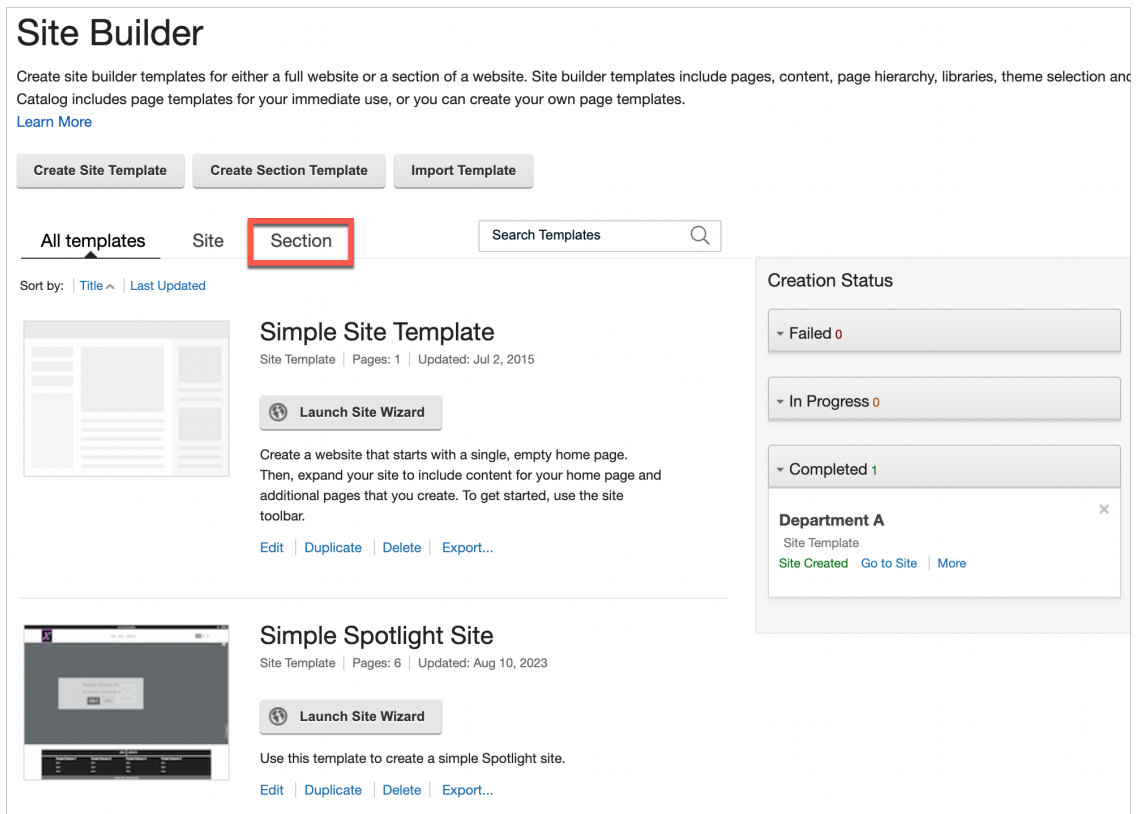 Site Builder
Create site builder templates for either a full website or a section of a website. Site builder templates include pages, content, page hierarchy, libraries, theme selection and
Catalog includes page templates for your immediate use, or you can create your own page templates.
Learn More
Create Site Template
Create Section Template
Import Template
All templates
Site
Section
Search Templates
Sort by:
Title
Last Updated
Simple Site Template
Site Template
Pages: 1
Updated: Jul 2, 2015
Launch Site Wizard
Create a website that starts with a single, empty home page.
Then, expand your site to include content for your home page and
additional pages that you create. To get started, use the site
toolbar.
Edit
Duplicate
Delete
Export...
Simple Spotlight Site
Site Template
Pages: 6
Updated: Aug 10, 2023
Launch Site Wizard
Use this template to create a simple Spotlight site.
Edit
Duplicate
Delete
Export...
Creation Status
Failed 0
In Progress 0
Completed 1
Department A
Site Template
Site Created
Go to Site
More